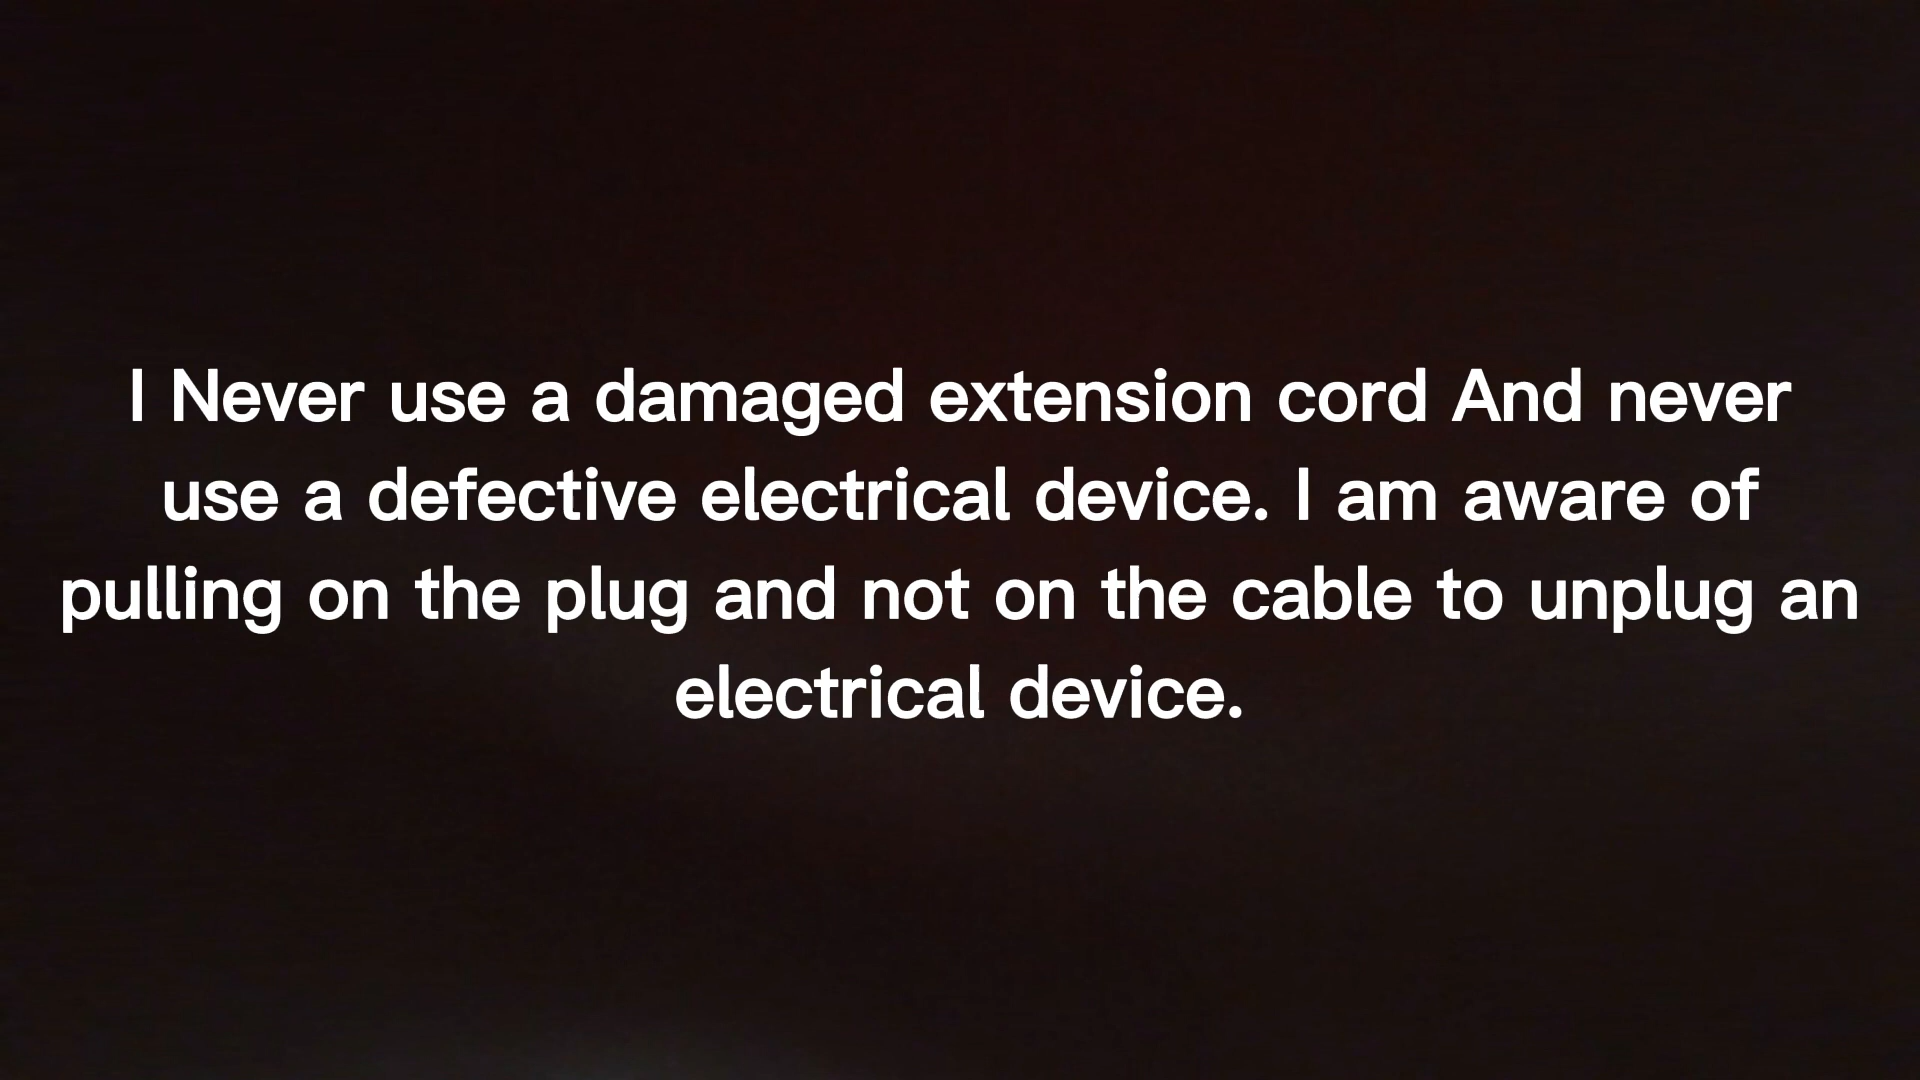 I Never use a damaged extension cord And never
use a defective electrical device. I am aware of
pulling on the plug and not on the cable to unplug an
electrical device.